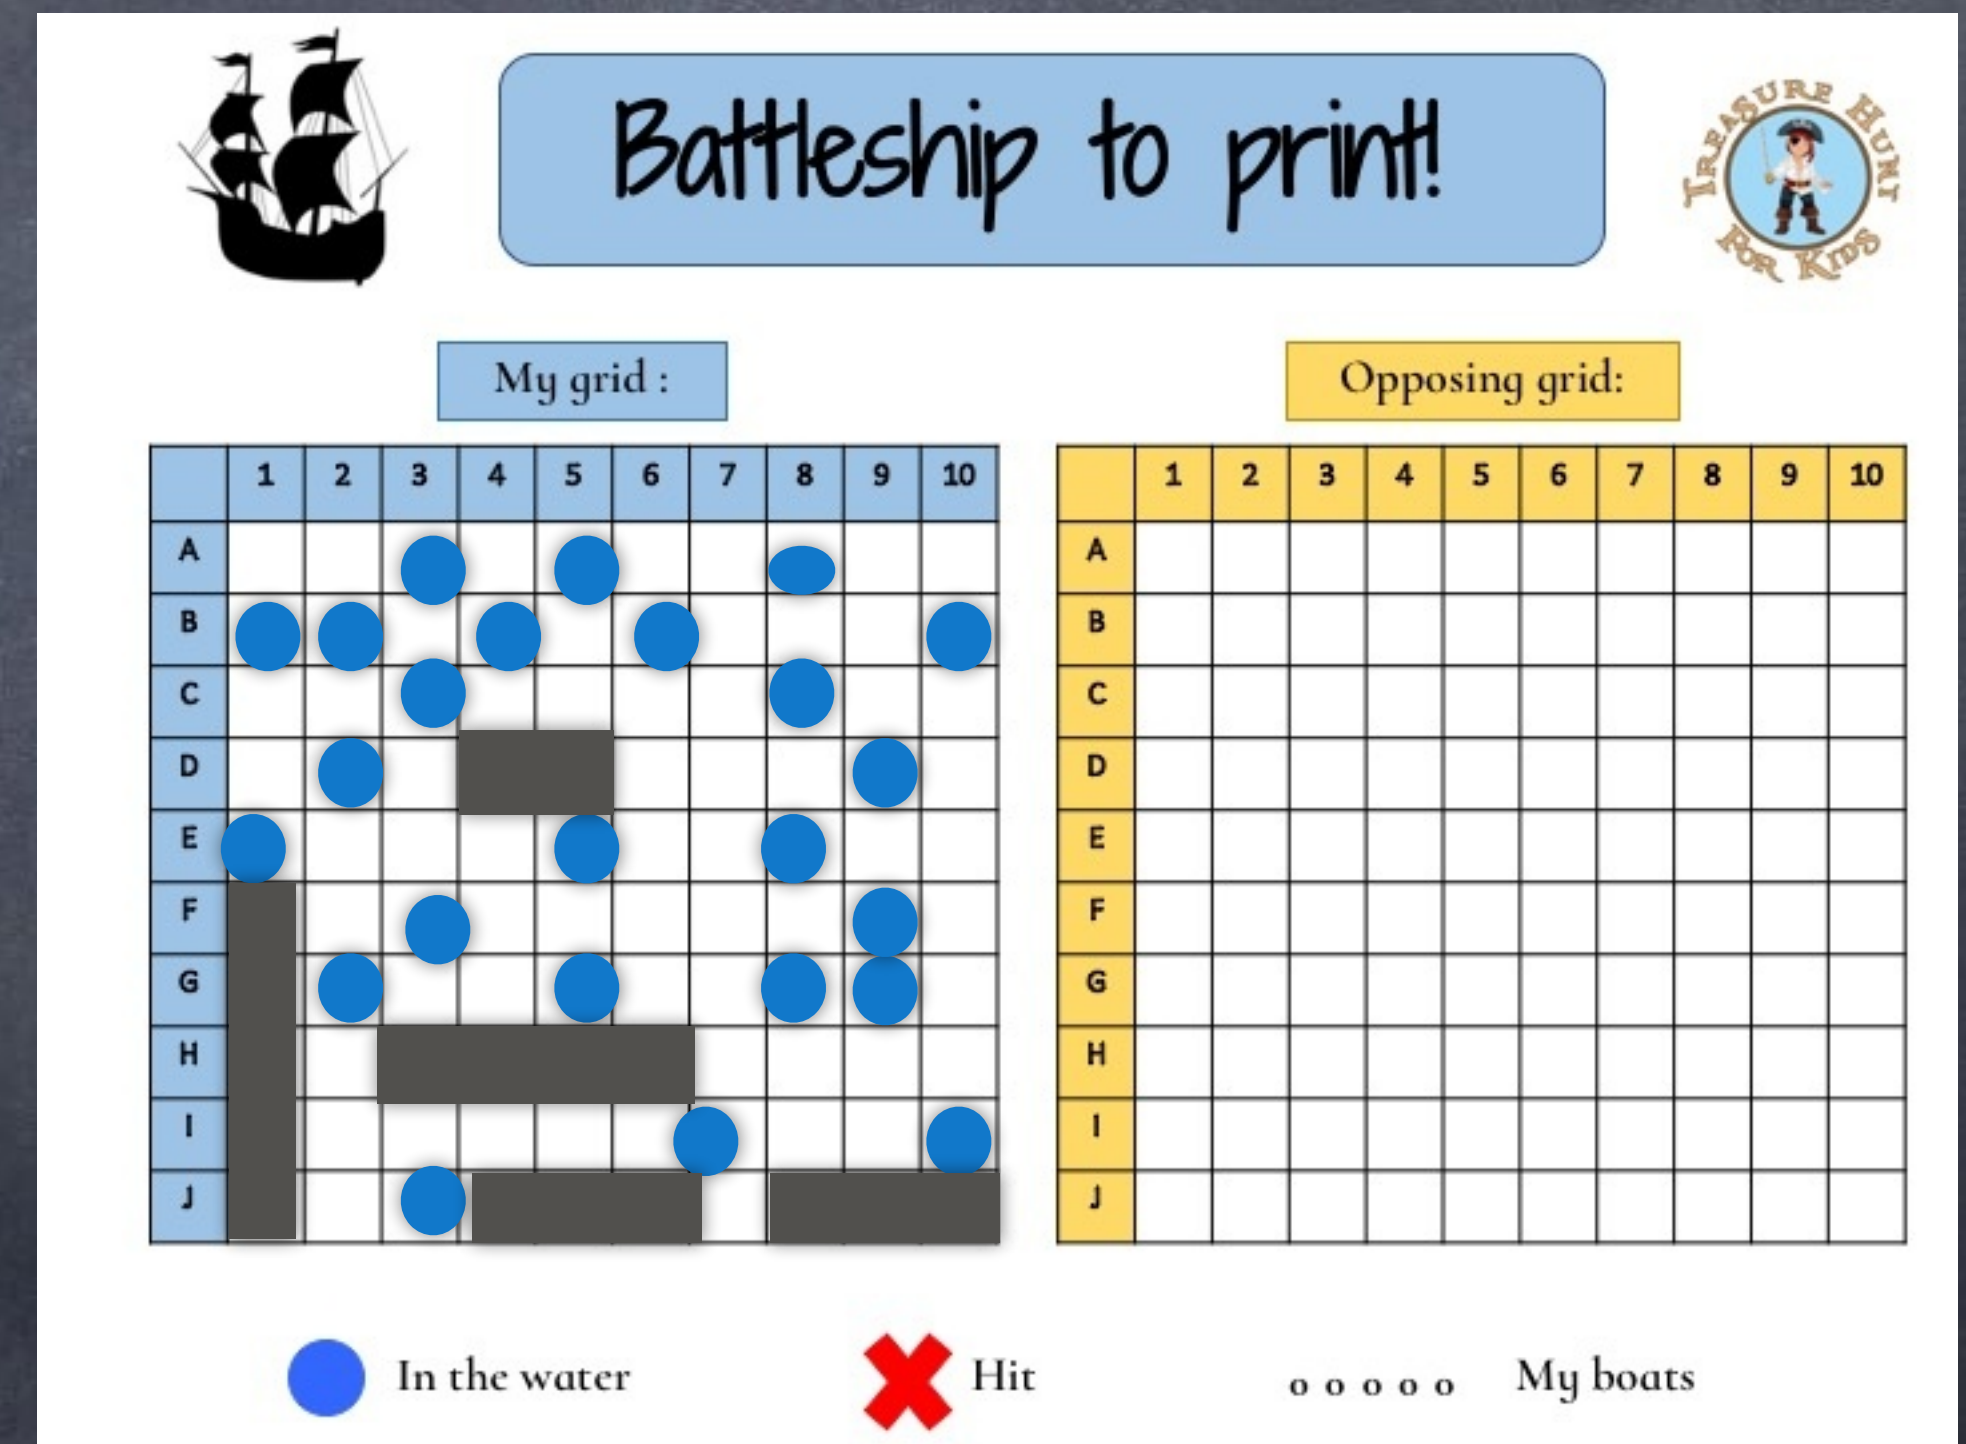 Battleship to print!
TREASURE HUNT
FOR KIDS
My grid :
Opposing grid:
1 2 3 4 5 6 7 8 9 10
A
B
C
D
E
F
G
H
I
J
1 2 3 4 5 6 7 8 9 10
A
B
C
D
E
F
G
H
I
J
In the water
Hit
o o o o o My boats